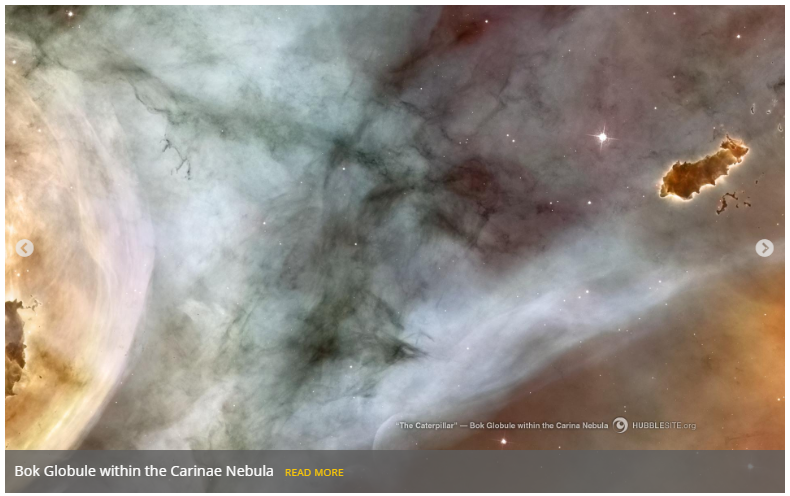 "The Caterpillar" — Bok Globule within the Carina Nebula HUBBLESITE.org
Bok Globule within the Carinae Nebula READ MORE